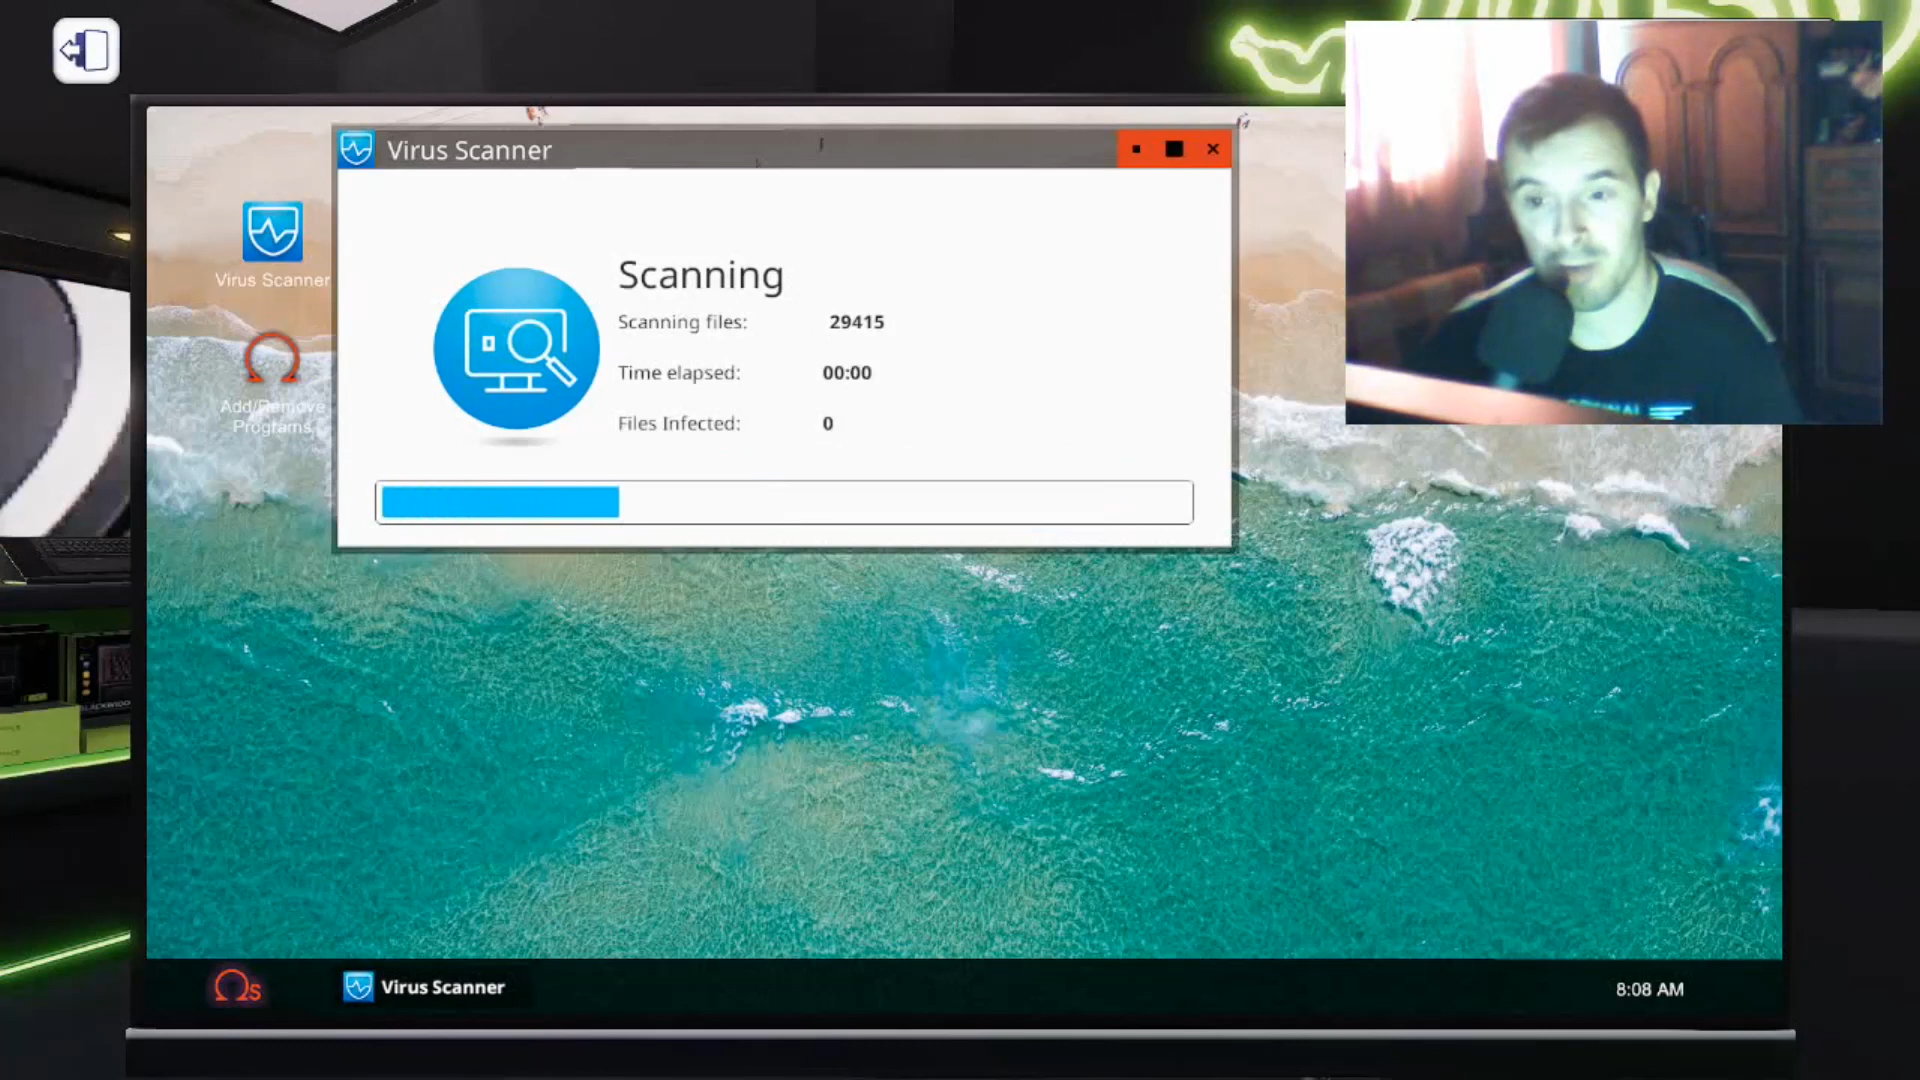 Virus Scanner
Virus Scanner
Add/Remove
Programs
Scanning
Scanning files: 29415
Time elapsed: 00:00
Files Infected: 0
Ωs
Virus Scanner
8:08 AM